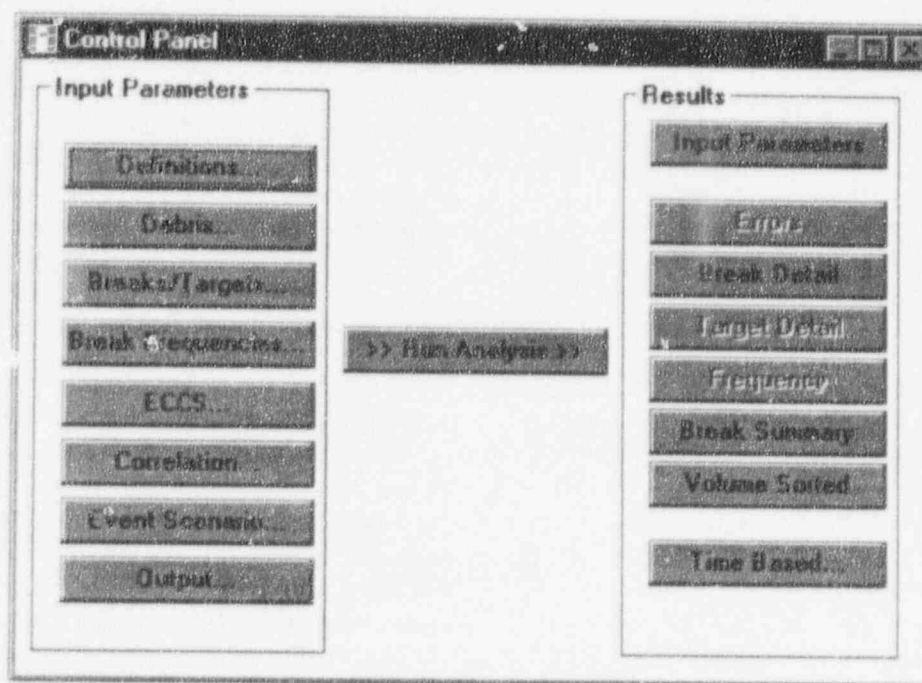 Control Panel
Input Parameters
Definitions...
Debris...
Breaks/Targets...
Break Frequencies...
ECCS...
Correlation...
Event Scenario...
Output...
>> Run Analysis >>
Results
Input Parameters
Errors
Break Detail
Target Detail
Frequency
Break Summary
Volume Sorted
Time Based...